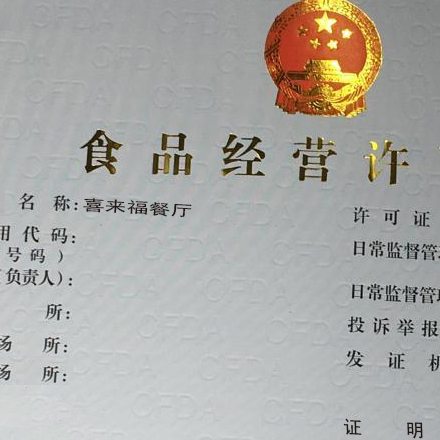 食品经营许
名称:喜来福餐厅
用代码:
号码)
负责人):
所:
场所:
场所:
许可证
日常监督管
日常监督管
投诉举报
发证机
证明
CFDA